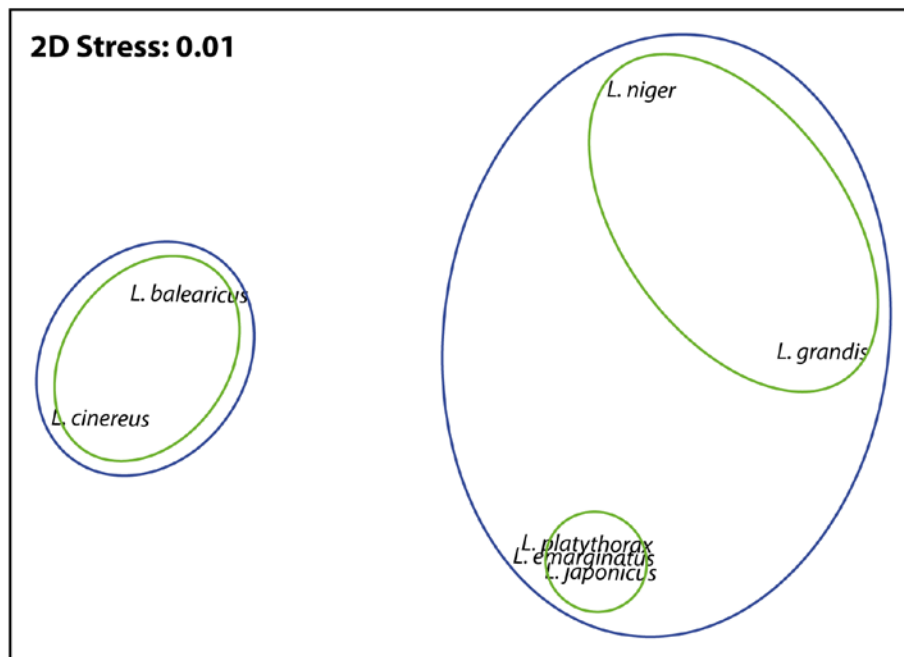 2D Stress: 0.01
L. niger
L. balearicus
L. grandis
L. cinereus
L. platythorax
L. emarginatus
L. japonicus